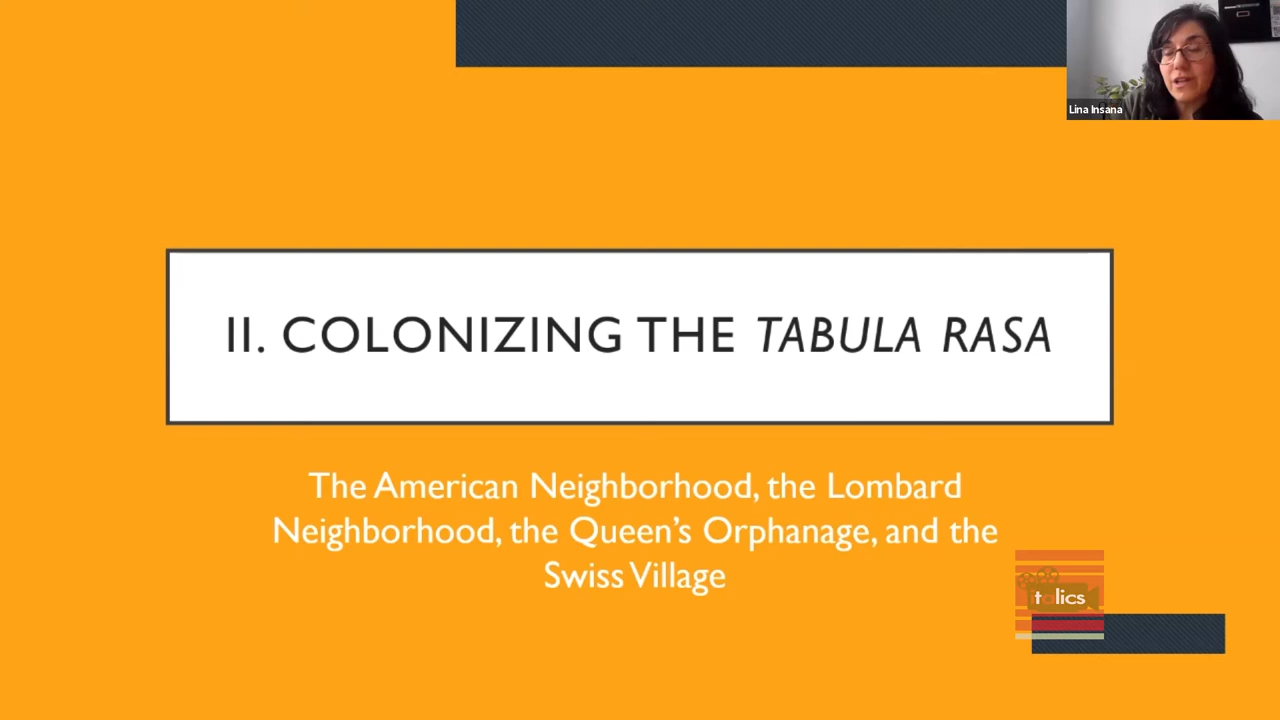 Lina Insana
II. COLONIZING THE TABULA RASA
The American Neighborhood, the Lombard
Neighborhood, the Queen's Orphanage, and the
Swiss Village
italics